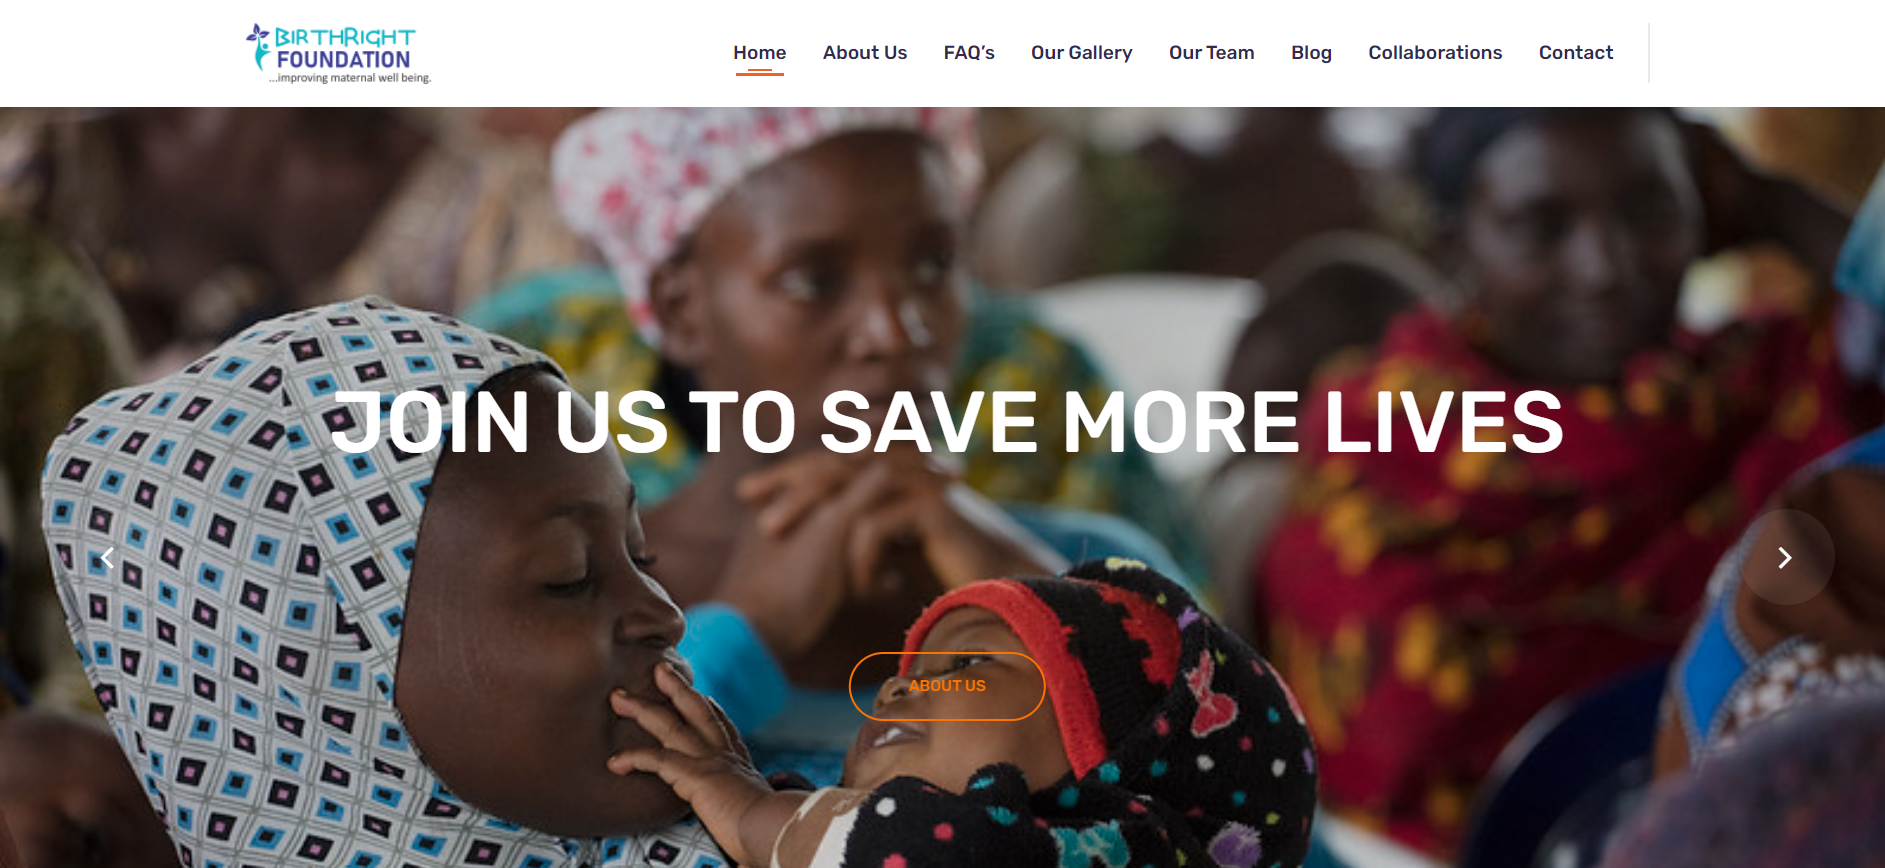 BIRTHRIGHT
FOUNDATION
...improving maternal well being.
Home About Us FAQ’s Our Gallery Our Team Blog Collaborations Contact
JOIN US TO SAVE MORE LIVES
ABOUT US